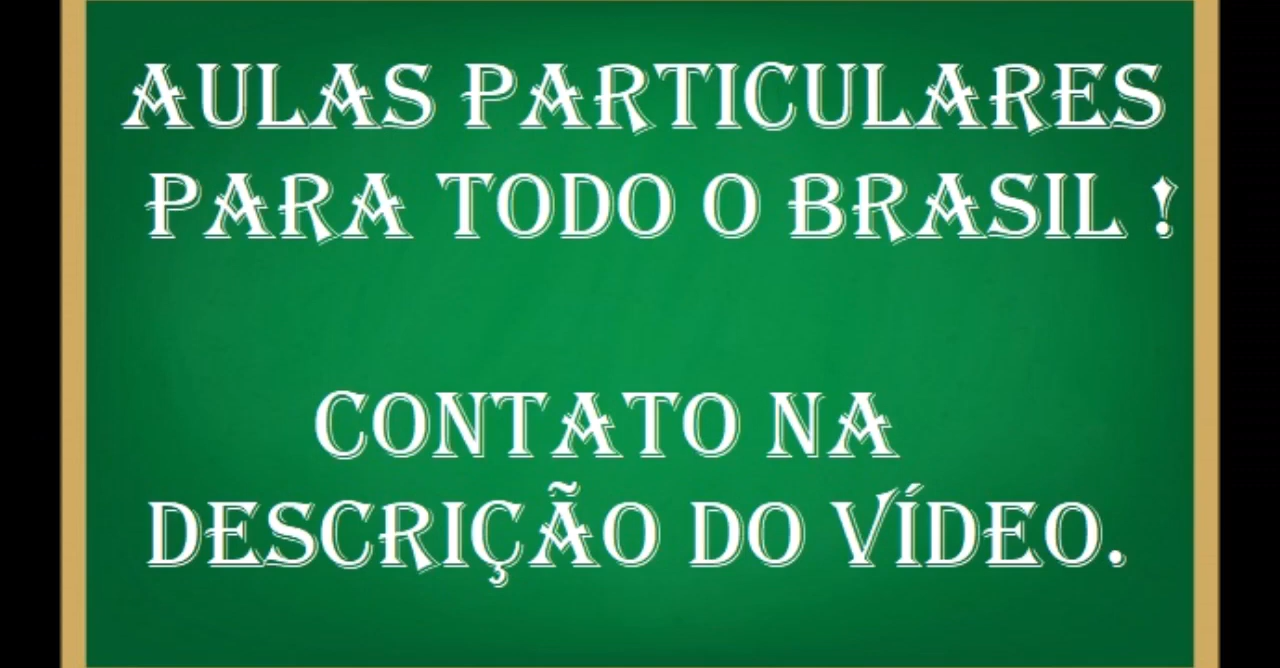 AULAS PARTICULARES
PARA TODO O BRASIL !
CONTATO NA
DESCRIÇÃO DO VÍDEO.